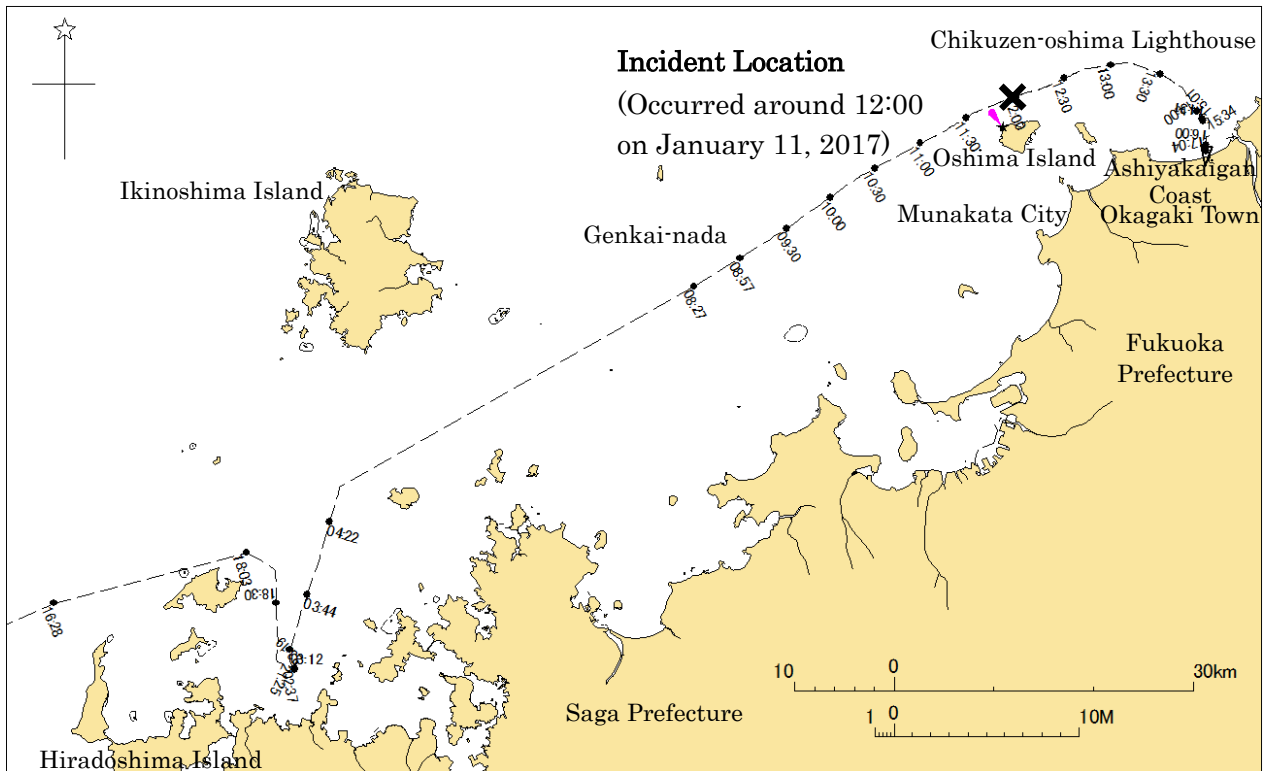 Chikuzen-oshima Lighthouse
Incident Location
(Occurred around 12:00
on January 11, 2017)
13:00
12:30
13:30
15:34
11:30
11:00
10:30
10:00
09:30
08:57
08:27
Oshima Island
Ashiyakaigan
Coast
Okagaki Town
Munakata City
Ikinoshima Island
Genkai-nada
Fukuoka
Prefecture
04:22
18:03
18:30
03:44
16:28
10 0 30km
Saga Prefecture
1 0 10M
Hiradoshima Island